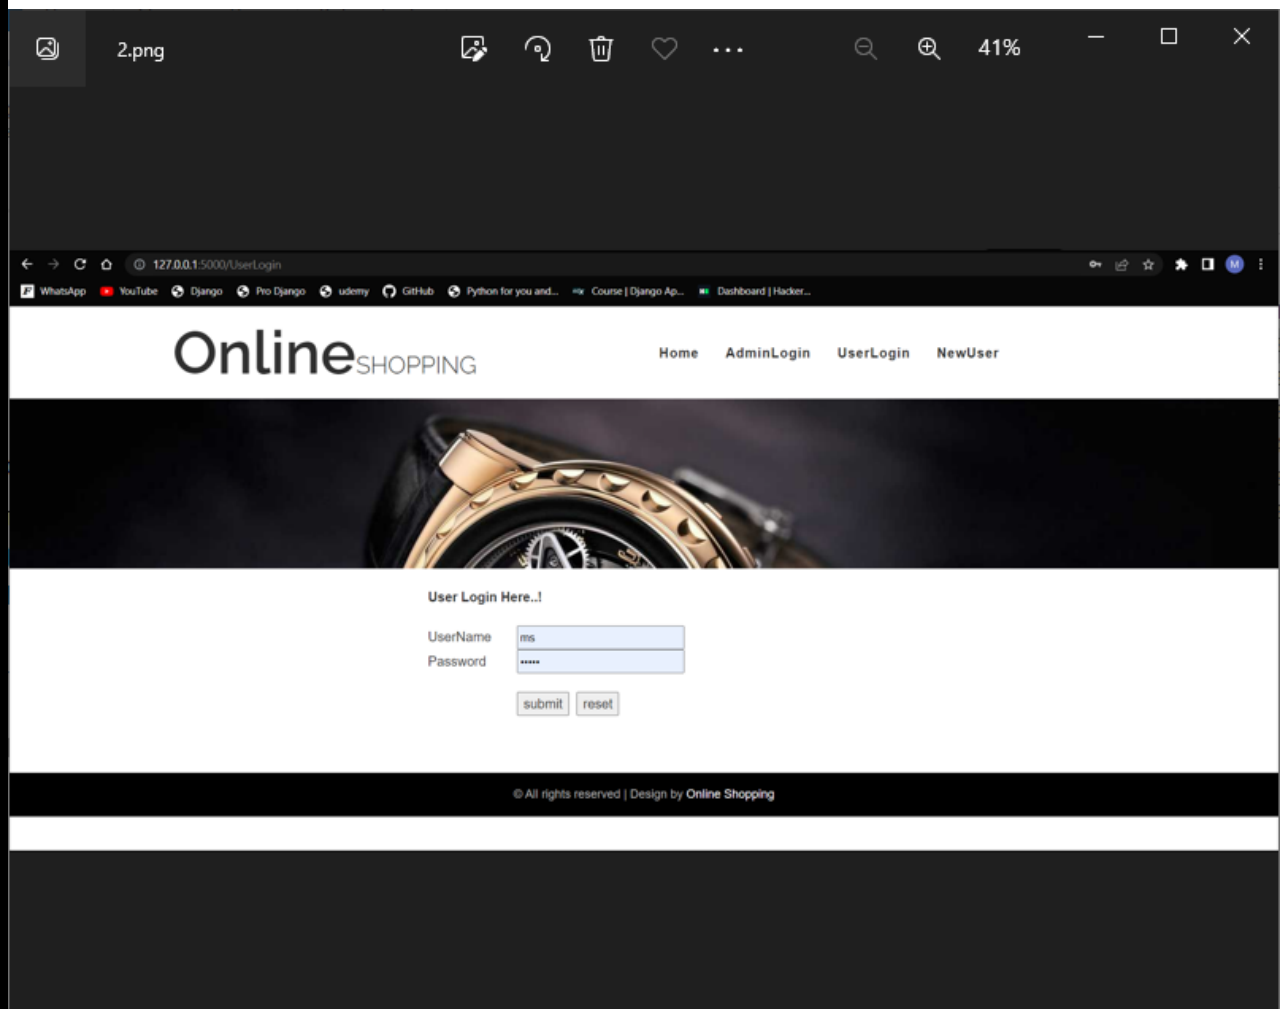 2.png
41%
127.0.0.1:5000/UserLogin
M
WhatsApp YouTube Django Pro Django udemy GitHub Python for you and... Course | Django Ap... Dashboard | Hacker...
OnlineSHOPPING
Home AdminLogin UserLogin NewUser
User Login Here..!
UserName ms
Password •••••
submit reset
© All rights reserved | Design by Online Shopping